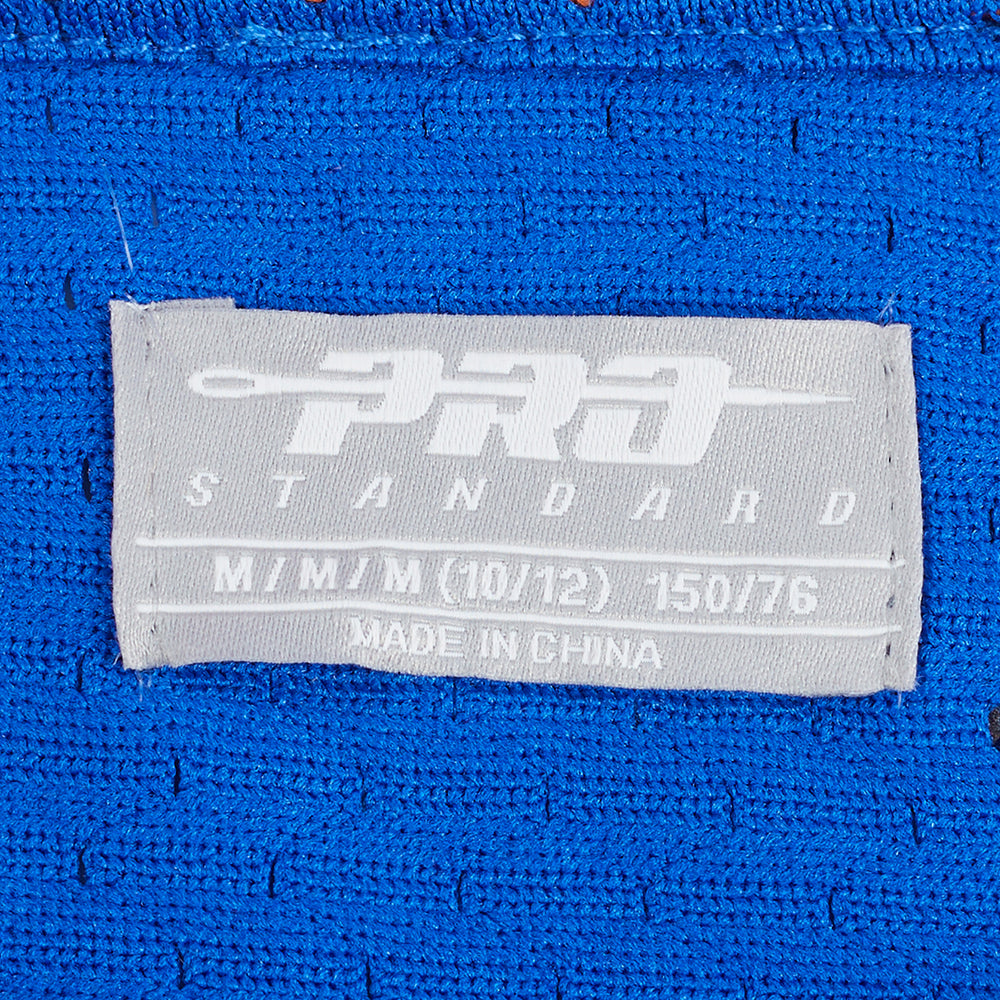 PRO
STANDARD
M/M/M (10/12) 150/76
MADE IN CHINA